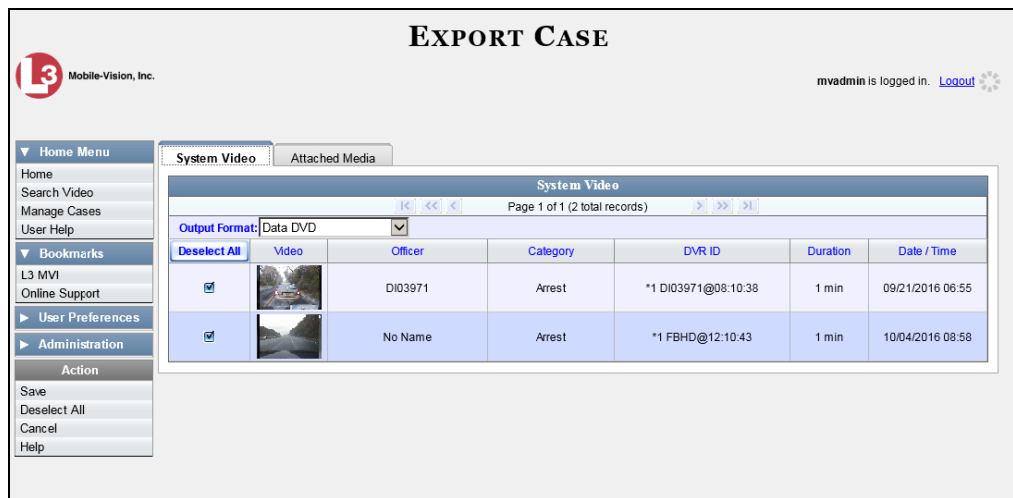 EXPORT CASE
L3 Mobile-Vision, Inc.
mvadmin is logged in. Logout
Home Menu
Home
Search Video
Manage Cases
User Help
Bookmarks
L3 MVI
Online Support
User Preferences
Administration
Action
Save
Deselect All
Cancel
Help
System Video Attached Media
System Video
Page 1 of 1 (2 total records)
Output Format: Data DVD
Deselect All Video Officer Category DVR ID Duration Date / Time
DI03971 Arrest *1 DI03971@08:10:38 1 min 09/21/2016 06:55
No Name Arrest *1 FBHD@12:10:43 1 min 10/04/2016 08:58